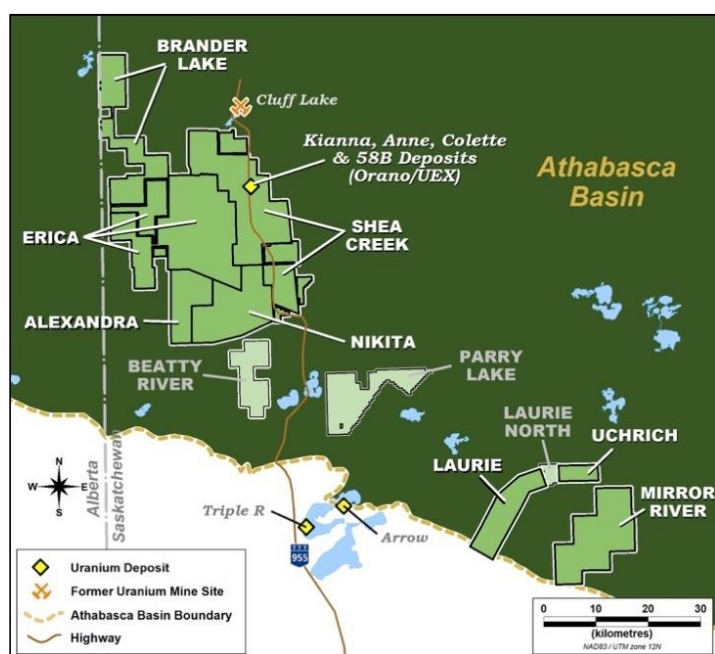 BRANDER
LAKE
Cluff Lake
Kianna, Anne, Colette
& 58B Deposits
(Orano/UEX)
Athabasca
Basin
ERICA
SHEA
CREEK
ALEXANDRA
NIKITA
BEATTY
RIVER
PARRY
LAKE
LAURIE
NORTH
UCHRICH
LAURIE
MIRROR
RIVER
N
W
E
S
Alberta
Saskatchewan
Triple R
Arrow
955
Uranium Deposit
Former Uranium Mine Site
Athabasca Basin Boundary
Highway
0 10 20 30
(kilometres)
NAD83 / UTM zone 12N